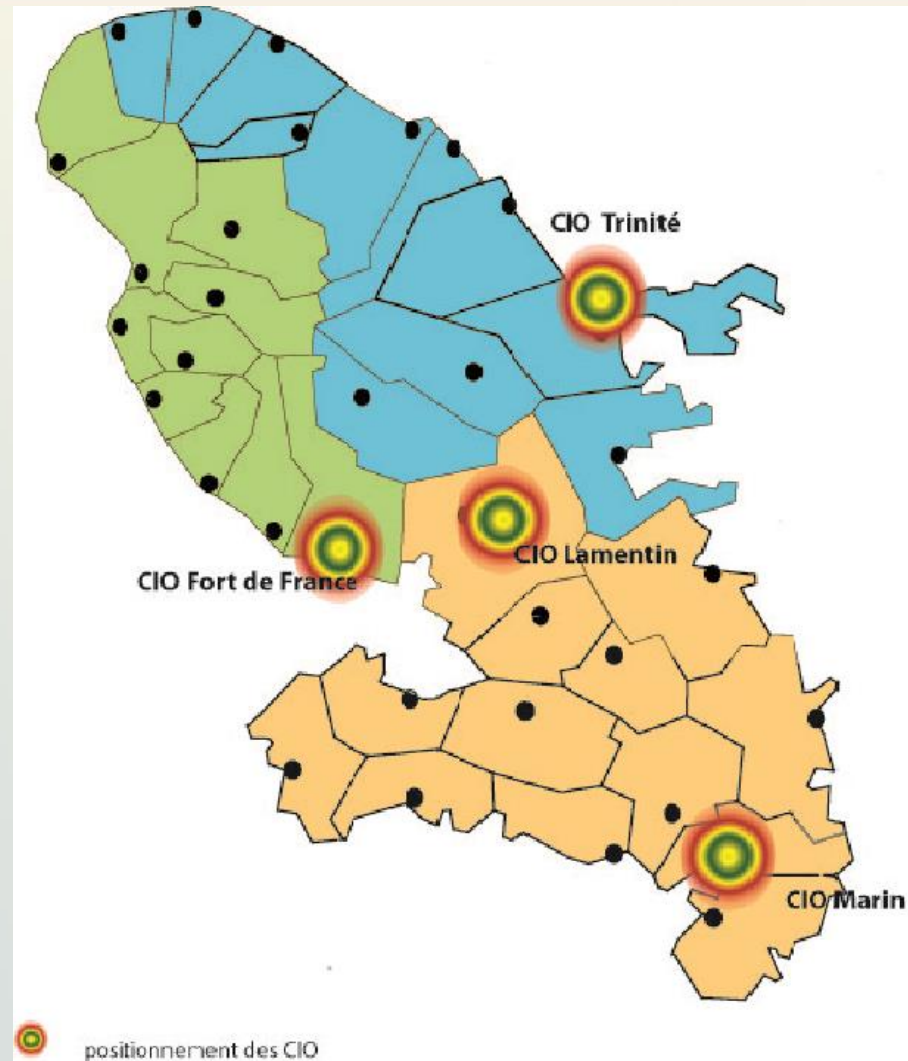 CIO Trinité
CIO Lamentin
CIO Fort de France
CIO Marin
positionnement des CIO